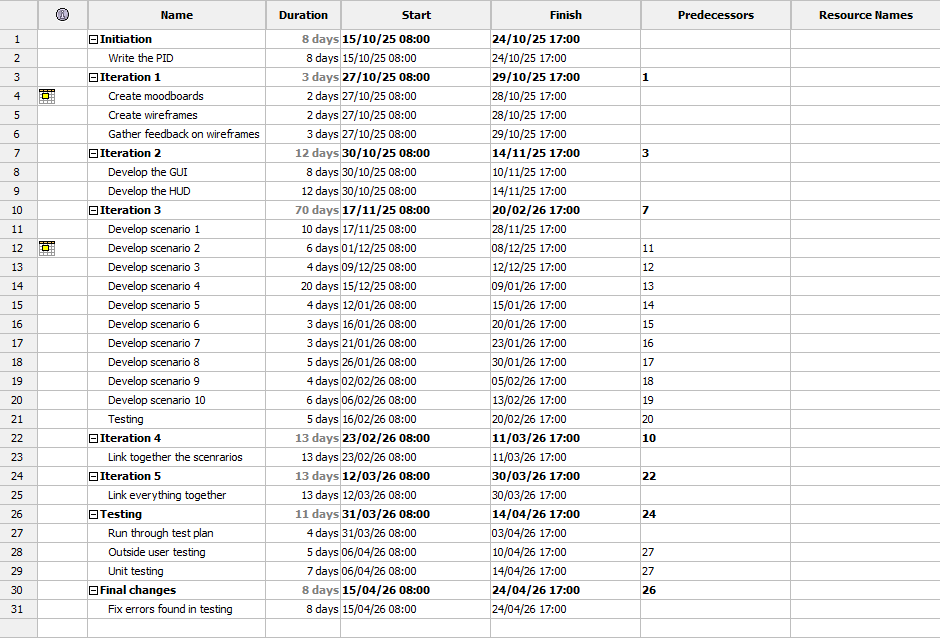 Name Duration Start Finish Predecessors Resource Names
1 Initiation 8 days 15/10/25 08:00 24/10/25 17:00
2 Write the PID 8 days 15/10/25 08:00 24/10/25 17:00
3 Iteration 1 3 days 27/10/25 08:00 29/10/25 17:00 1
4 Create moodboards 2 days 27/10/25 08:00 28/10/25 17:00
5 Create wireframes 2 days 27/10/25 08:00 28/10/25 17:00
6 Gather feedback on wireframes 3 days 27/10/25 08:00 29/10/25 17:00
7 Iteration 2 12 days 30/10/25 08:00 14/11/25 17:00 3
8 Develop the GUI 8 days 30/10/25 08:00 10/11/25 17:00
9 Develop the HUD 12 days 30/10/25 08:00 14/11/25 17:00
10 Iteration 3 70 days 17/11/25 08:00 20/02/26 17:00 7
11 Develop scenario 1 10 days 17/11/25 08:00 28/11/25 17:00
12 Develop scenario 2 6 days 01/12/25 08:00 08/12/25 17:00 11
13 Develop scenario 3 4 days 09/12/25 08:00 12/12/25 17:00 12
14 Develop scenario 4 20 days 15/12/25 08:00 09/01/26 17:00 13
15 Develop scenario 5 4 days 12/01/26 08:00 15/01/26 17:00 14
16 Develop scenario 6 3 days 16/01/26 08:00 20/01/26 17:00 15
17 Develop scenario 7 3 days 21/01/26 08:00 23/01/26 17:00 16
18 Develop scenario 8 5 days 26/01/26 08:00 30/01/26 17:00 17
19 Develop scenario 9 4 days 02/02/26 08:00 05/02/26 17:00 18
20 Develop scenario 10 6 days 06/02/26 08:00 13/02/26 17:00 19
21 Testing 5 days 16/02/26 08:00 20/02/26 17:00 20
22 Iteration 4 13 days 23/02/26 08:00 11/03/26 17:00 10
23 Link together the scenrarios 13 days 23/02/26 08:00 11/03/26 17:00
24 Iteration 5 13 days 12/03/26 08:00 30/03/26 17:00 22
25 Link everything together 13 days 12/03/26 08:00 30/03/26 17:00
26 Testing 11 days 31/03/26 08:00 14/04/26 17:00 24
27 Run through test plan 4 days 31/03/26 08:00 03/04/26 17:00
28 Outside user testing 5 days 06/04/26 08:00 10/04/26 17:00 27
29 Unit testing 7 days 06/04/26 08:00 14/04/26 17:00 27
30 Final changes 8 days 15/04/26 08:00 24/04/26 17:00 26
31 Fix errors found in testing 8 days 15/04/26 08:00 24/04/26 17:00